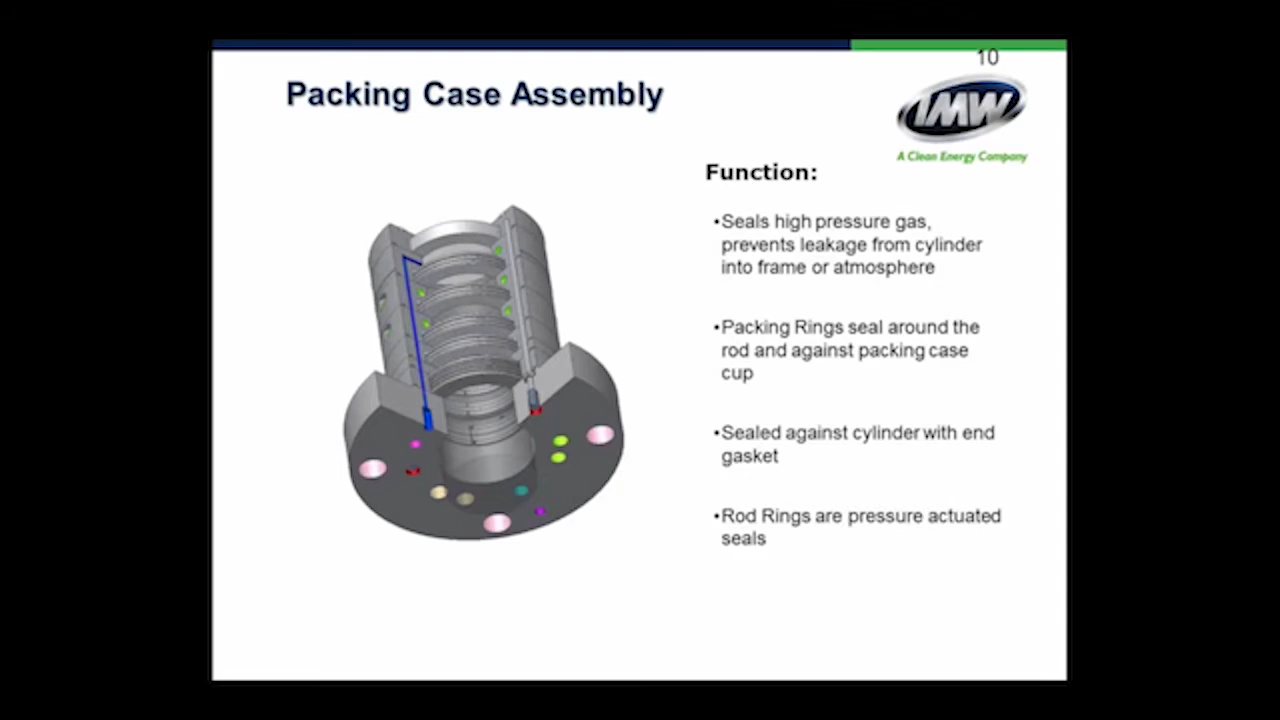 10
Packing Case Assembly
IMW
A Clean Energy Company
Function:
•Seals high pressure gas,
prevents leakage from cylinder
into frame or atmosphere
•Packing Rings seal around the
rod and against packing case
cup
•Sealed against cylinder with end
gasket
•Rod Rings are pressure actuated
seals